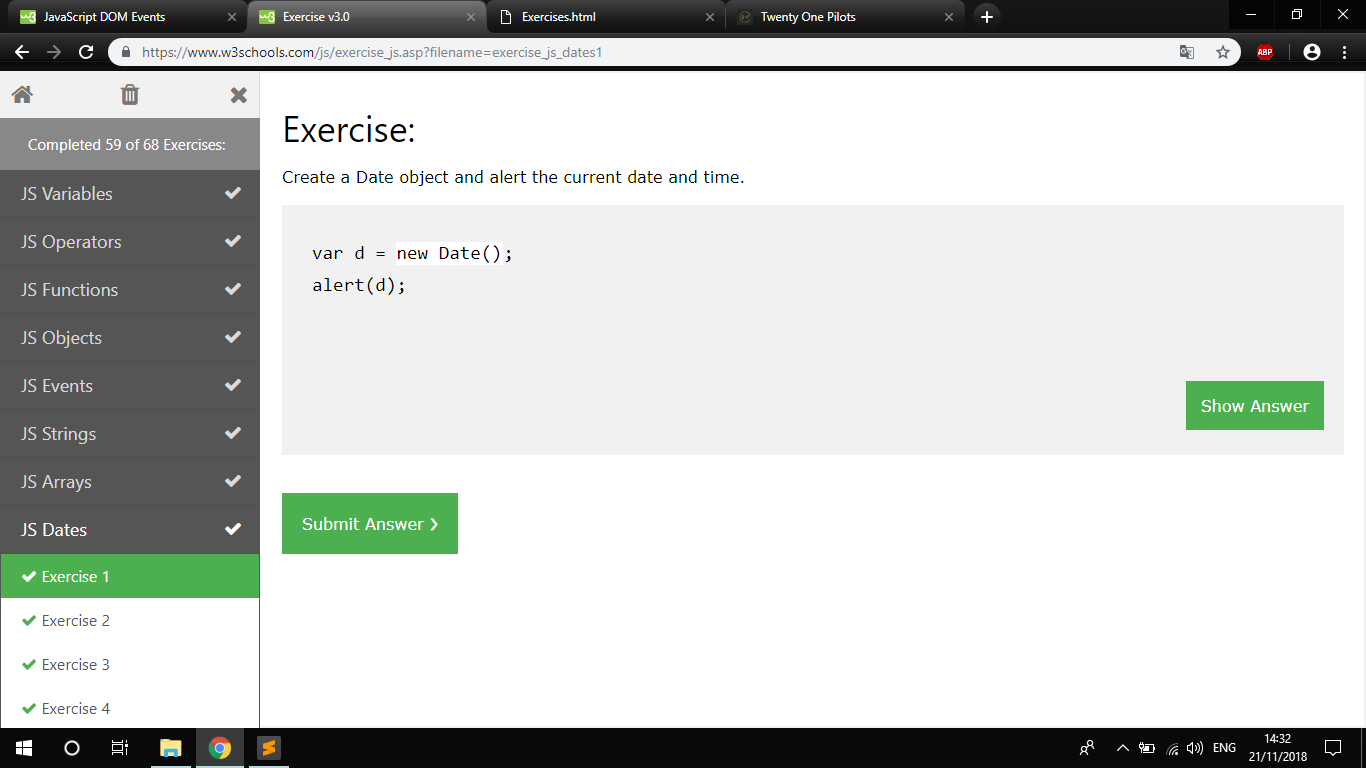 JavaScript DOM Events
Exercise v3.0
Exercises.html
Twenty One Pilots
https://www.w3schools.com/js/exercise_js.asp?filename=exercise_js_dates1
ABP
Completed 59 of 68 Exercises:
JS Variables
JS Operators
JS Functions
JS Objects
JS Events
JS Strings
JS Arrays
JS Dates
Exercise 1
Exercise 2
Exercise 3
Exercise 4
Exercise:
Create a Date object and alert the current date and time.
var d = new Date();
alert(d);
Show Answer
Submit Answer ❯
ENG
14:32
21/11/2018